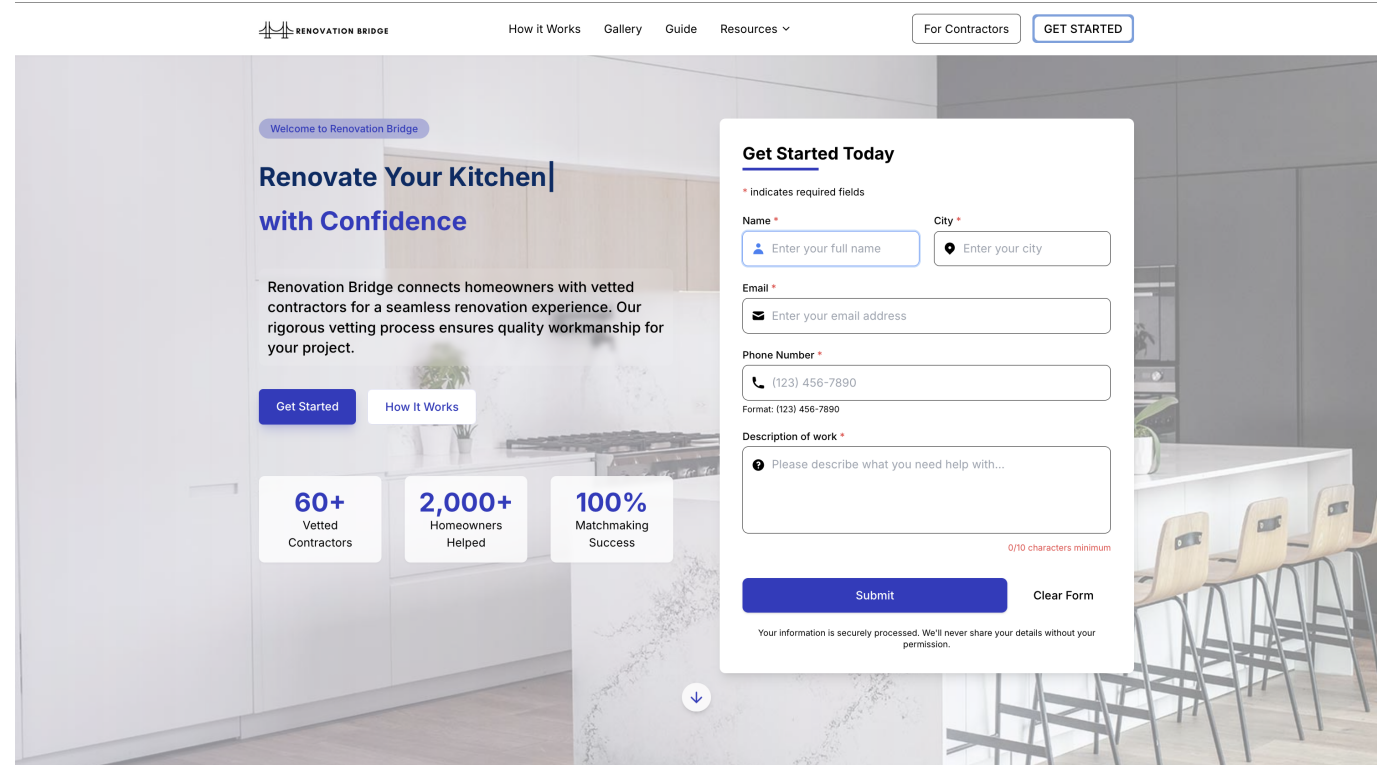 RENOVATION BRIDGE
How it Works
Gallery
Guide
Resources
For Contractors
GET STARTED
Welcome to Renovation Bridge
Renovate Your Kitchen|
with Confidence
Renovation Bridge connects homeowners with vetted
contractors for a seamless renovation experience. Our
rigorous vetting process ensures quality workmanship for
your project.
Get Started
How It Works
60+
Vetted
Contractors
2,000+
Homeowners
Helped
100%
Matchmaking
Success
Get Started Today
* indicates required fields
Name *
Enter your full name
City *
Enter your city
Email *
Enter your email address
Phone Number *
(123) 456-7890
Format: (123) 456-7890
Description of work *
Please describe what you need help with...
0/10 characters minimum
Submit
Clear Form
Your information is securely processed. We'll never share your details without your
permission.